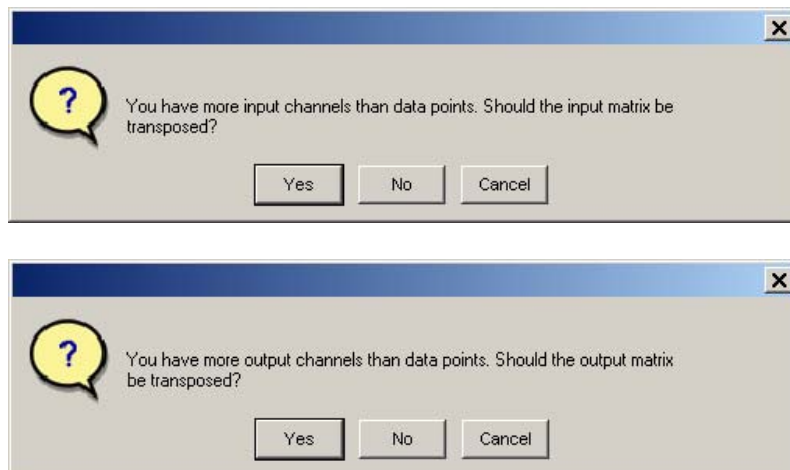 ?
You have more input channels than data points. Should the input matrix be
transposed?
Yes No Cancel
?
You have more output channels than data points. Should the output matrix
be transposed?
Yes No Cancel